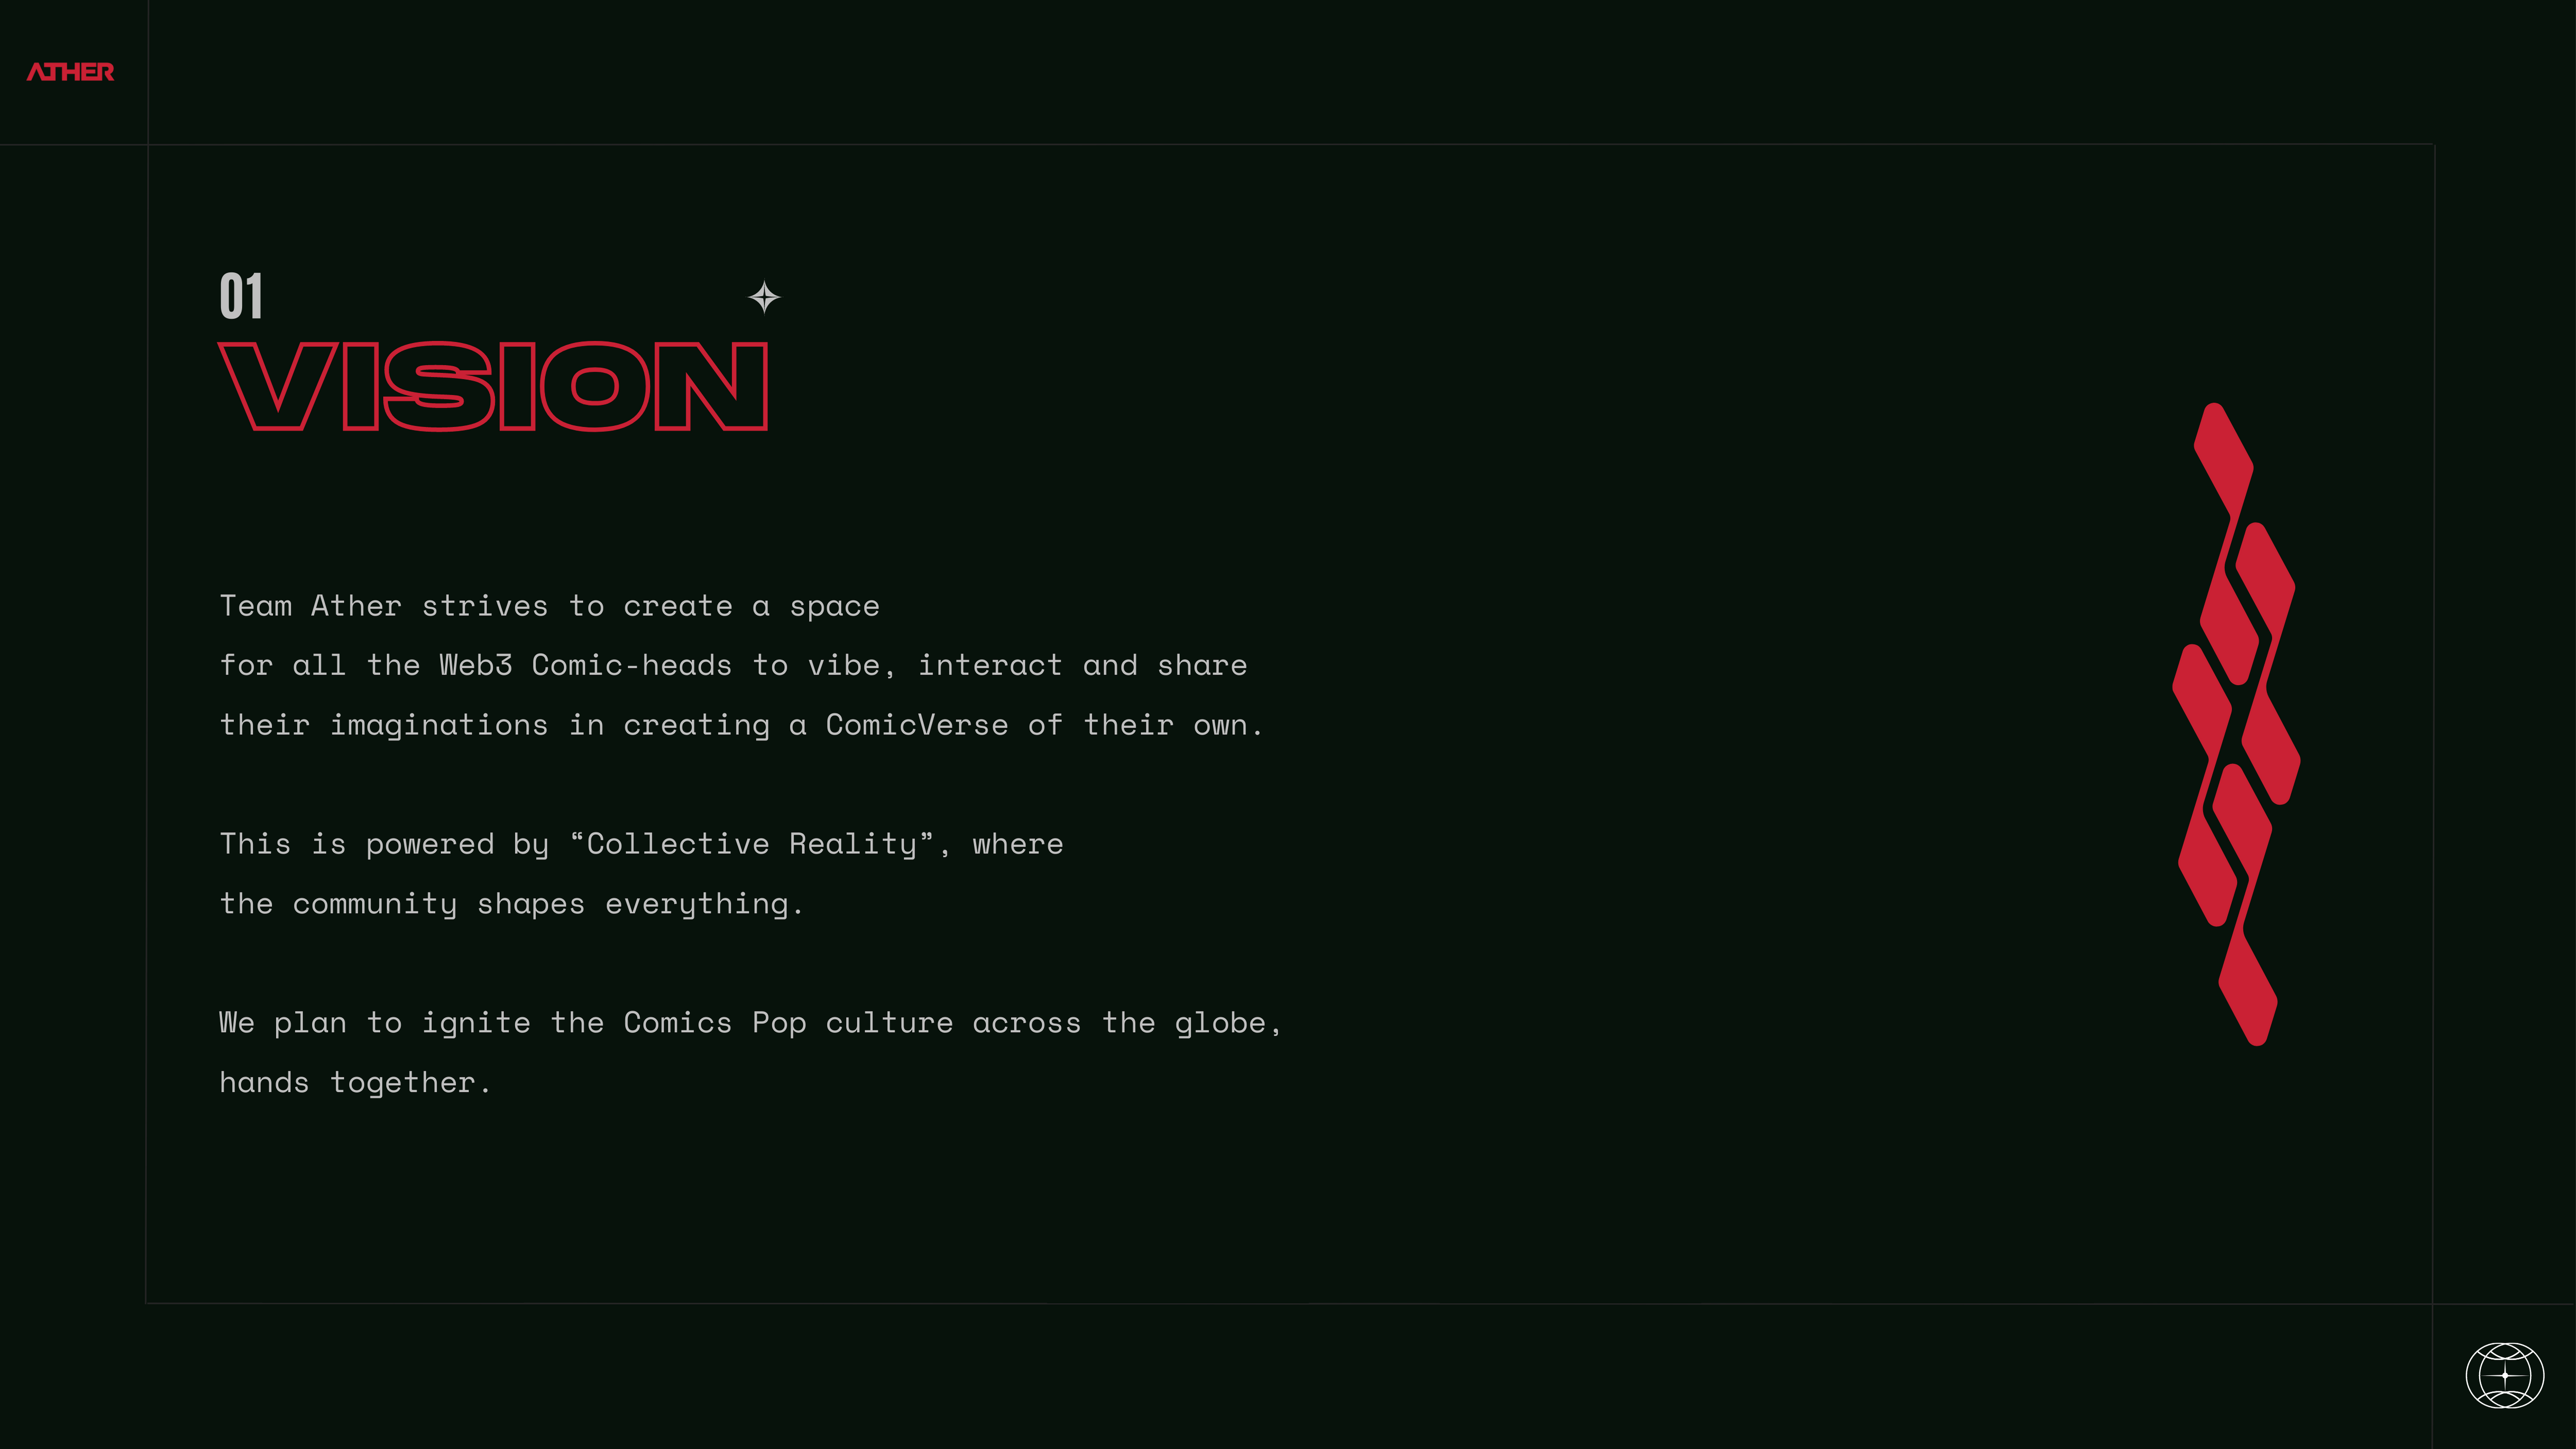 ATHER
01
VISION
Team Ather strives to create a space
for all the Web3 Comic-heads to vibe, interact and share
their imaginations in creating a ComicVerse of their own.
This is powered by “Collective Reality”, where
the community shapes everything.
We plan to ignite the Comics Pop culture across the globe,
hands together.